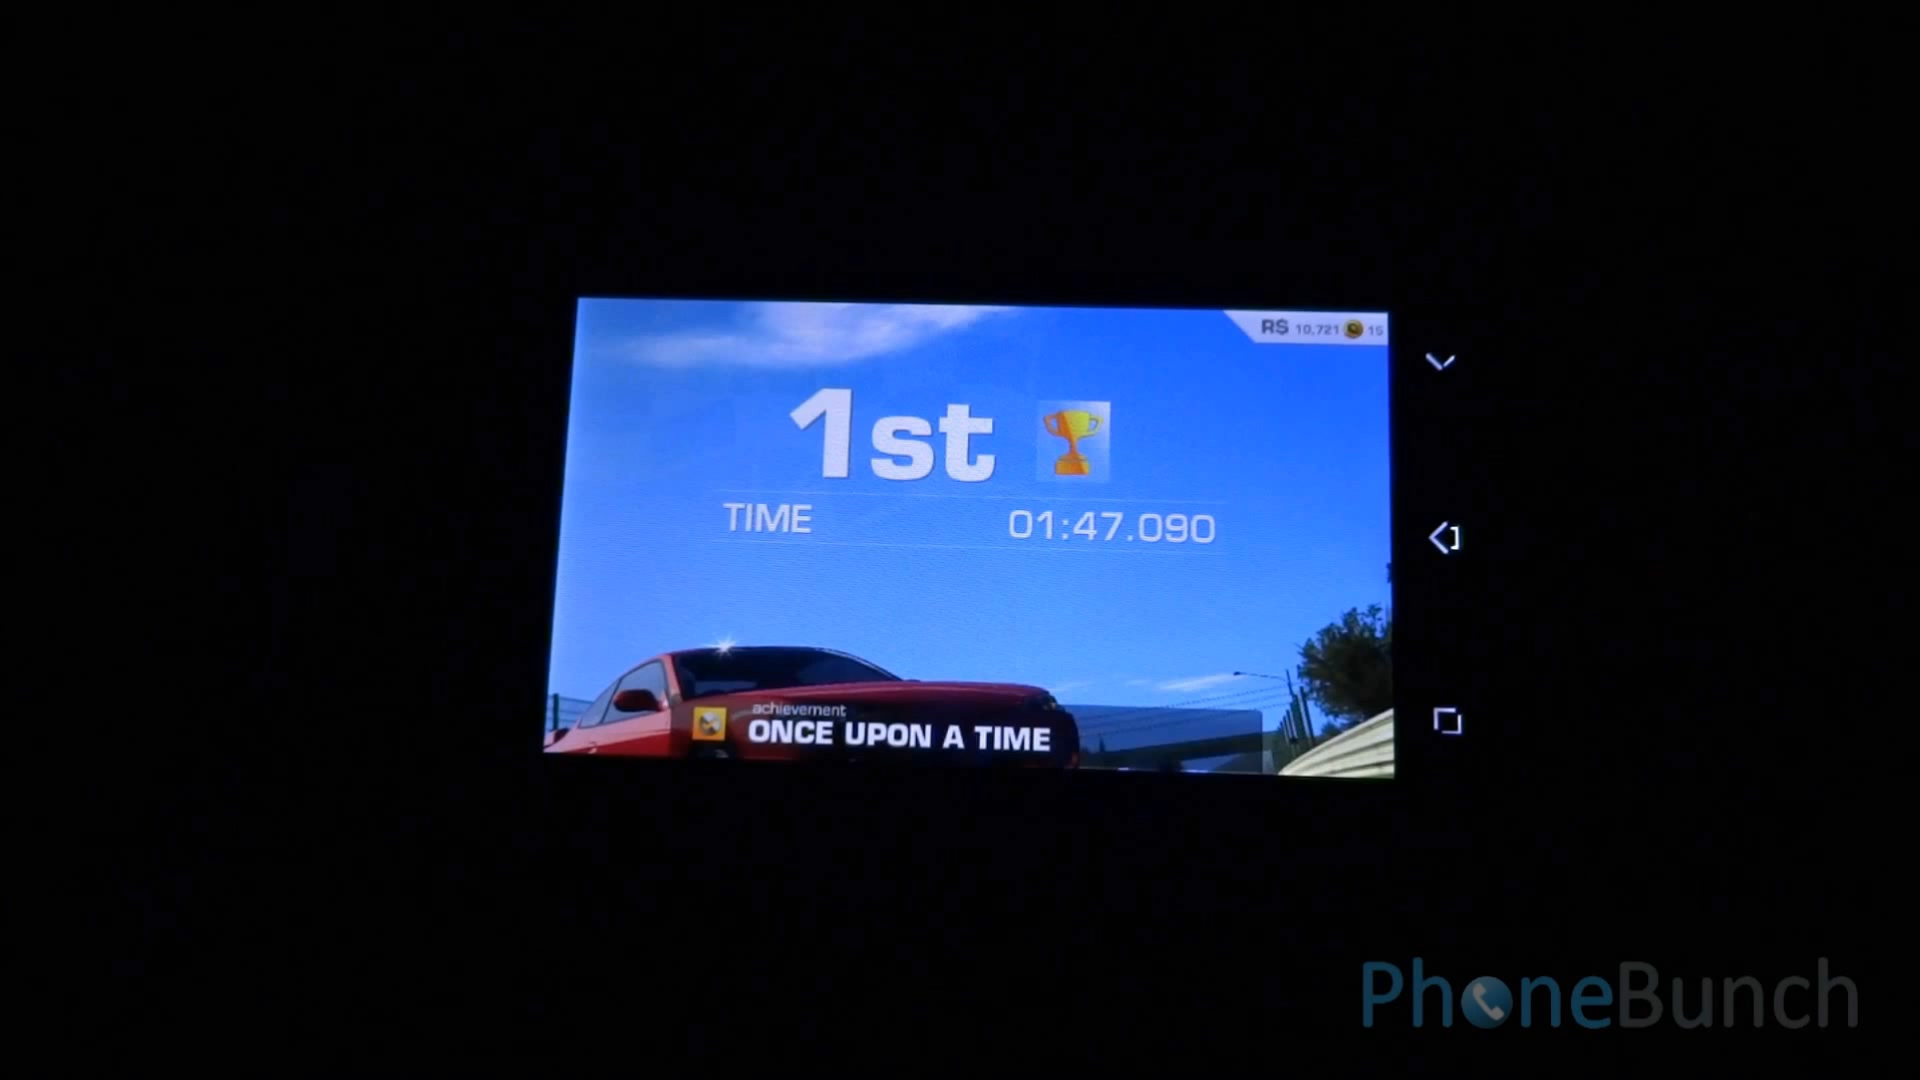 R$ 10,721 15
1st
TIME 01:47.090
achievement
ONCE UPON A TIME
PhoneBunch